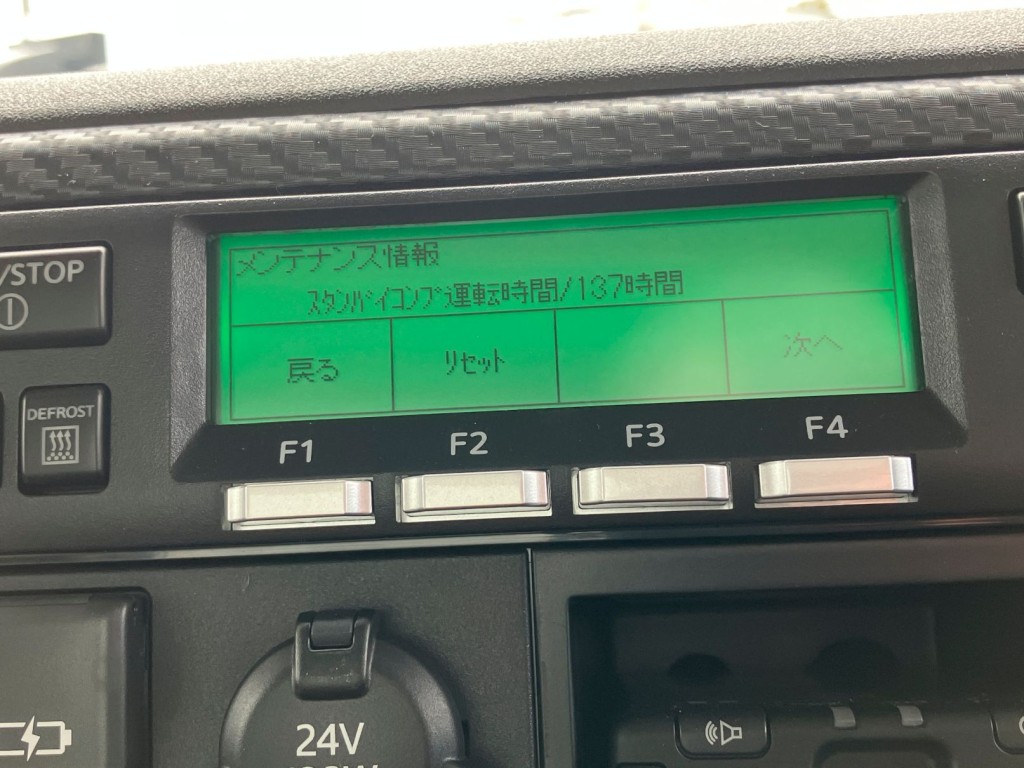 メンテナンス情報
スタンバイコンプ運転時間/137時間
戻る
リセット
次へ
/STOP
DEFROST
F1
F2
F3
F4
24V